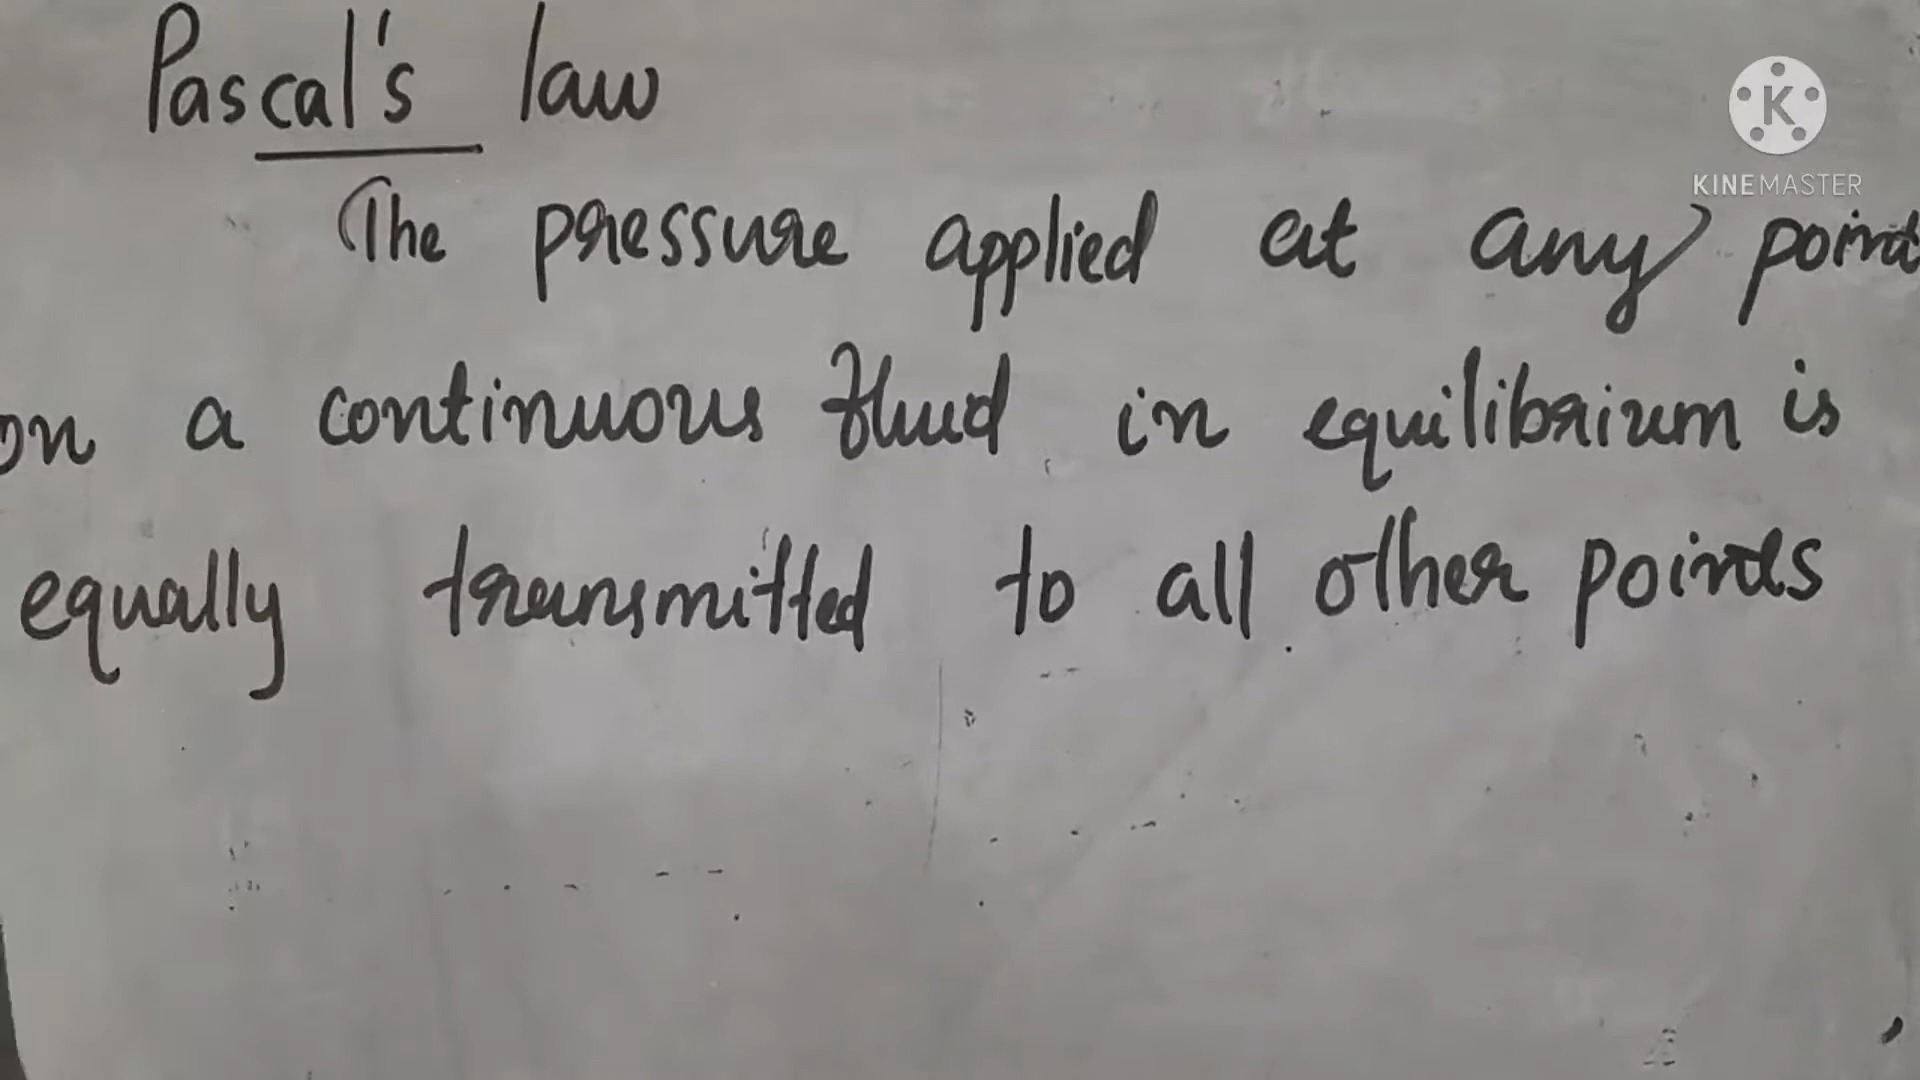 Pascal's law
K
KINEMASTER
The pressure applied at any point
on a continuous fluid in equilibrium is
equally transmitted to all other points